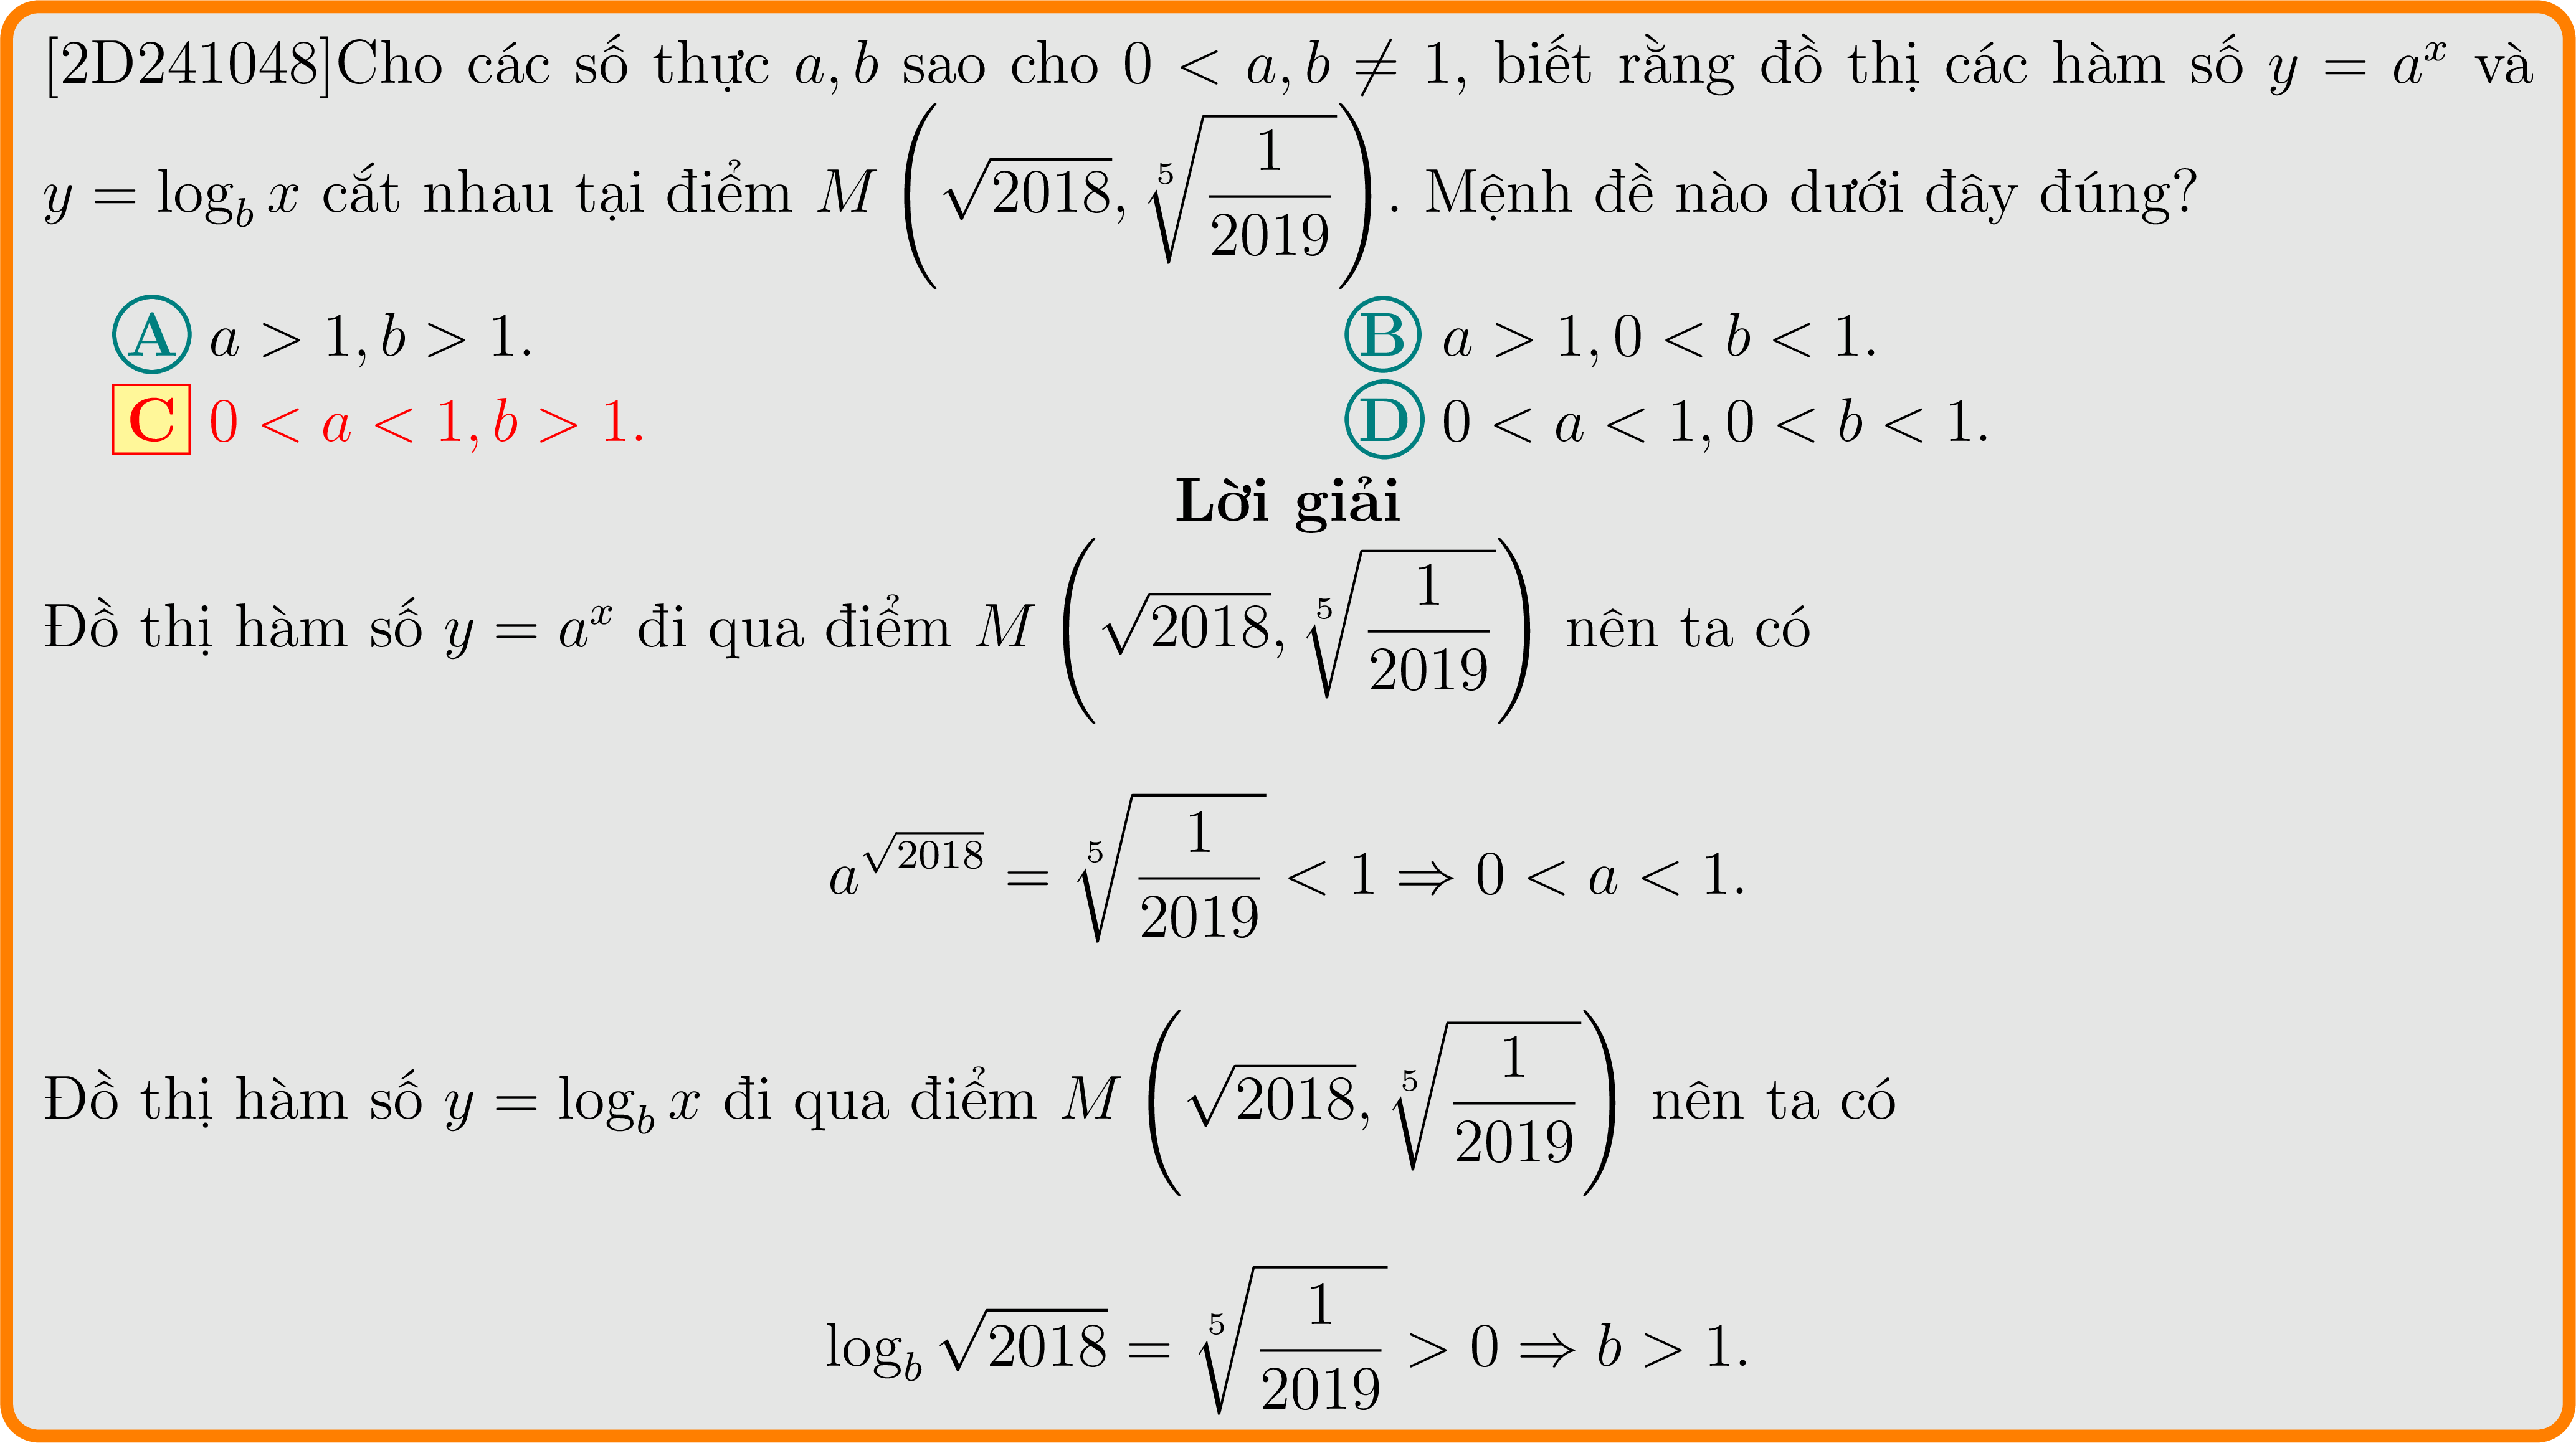 [2D241048]Cho các số thực $a, b$ sao cho $0 < a, b \neq 1$, biết rằng đồ thị các hàm số $y = a^x$ và
$y = \log_b x$ cắt nhau tại điểm $M\left(\sqrt{2018}, \sqrt[5]{\dfrac{1}{2019}}\right)$. Mệnh đề nào dưới đây đúng?
A $a > 1, b > 1.$ B $a > 1, 0 < b < 1.$
C $0 < a < 1, b > 1.$ D $0 < a < 1, 0 < b < 1.$
Lời giải
Đồ thị hàm số $y = a^x$ đi qua điểm $M\left(\sqrt{2018}, \sqrt[5]{\dfrac{1}{2019}}\right)$ nên ta có
$a^{\sqrt{2018}} = \sqrt[5]{\dfrac{1}{2019}} < 1 \Rightarrow 0 < a < 1.$
Đồ thị hàm số $y = \log_b x$ đi qua điểm $M\left(\sqrt{2018}, \sqrt[5]{\dfrac{1}{2019}}\right)$ nên ta có
$\log_b \sqrt{2018} = \sqrt[5]{\dfrac{1}{2019}} > 0 \Rightarrow b > 1.$